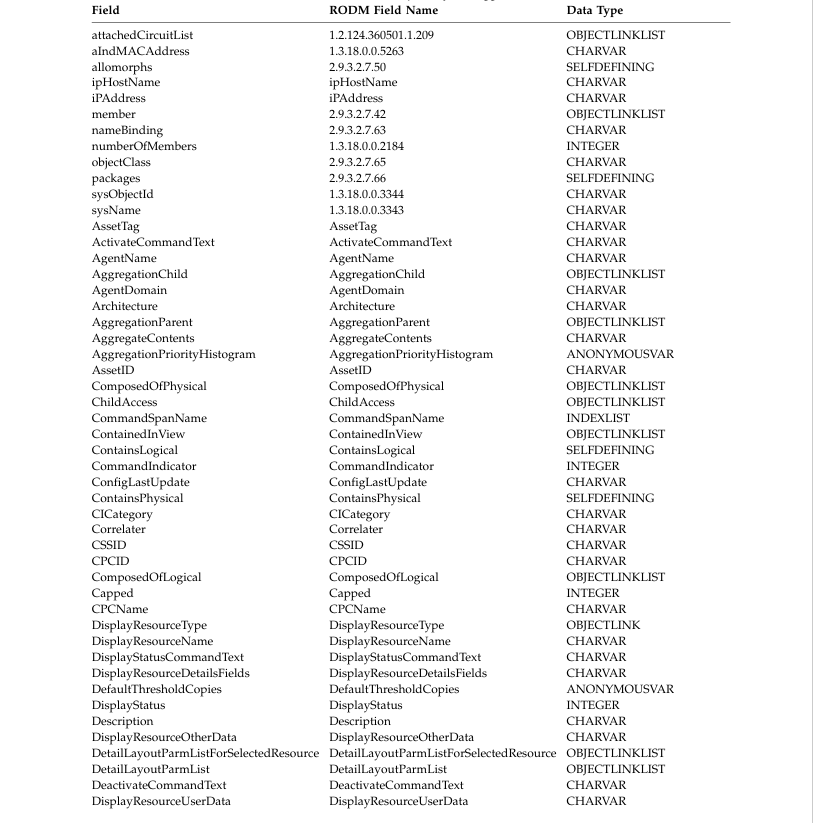 Field RODM Field Name Data Type
attachedCircuitList 1.2.124.360501.1.209 OBJECTLINKLIST
aIndMACAddress 1.3.18.0.0.5263 CHARVAR
allomorphs 2.9.3.2.7.50 SELFDEFINING
ipHostName ipHostName CHARVAR
iPAddress iPAddress CHARVAR
member 2.9.3.2.7.42 OBJECTLINKLIST
nameBinding 2.9.3.2.7.63 CHARVAR
numberOfMembers 1.3.18.0.0.2184 INTEGER
objectClass 2.9.3.2.7.65 CHARVAR
packages 2.9.3.2.7.66 SELFDEFINING
sysObjectId 1.3.18.0.0.3344 CHARVAR
sysName 1.3.18.0.0.3343 CHARVAR
AssetTag AssetTag CHARVAR
ActivateCommandText ActivateCommandText CHARVAR
AgentName AgentName CHARVAR
AggregationChild AggregationChild OBJECTLINKLIST
AgentDomain AgentDomain CHARVAR
Architecture Architecture CHARVAR
AggregationParent AggregationParent OBJECTLINKLIST
AggregateContents AggregateContents CHARVAR
AggregationPriorityHistogram AggregationPriorityHistogram ANONYMOUSVAR
AssetID AssetID CHARVAR
ComposedOfPhysical ComposedOfPhysical OBJECTLINKLIST
ChildAccess ChildAccess OBJECTLINKLIST
CommandSpanName CommandSpanName INDEXLIST
ContainedInView ContainedInView OBJECTLINKLIST
ContainsLogical ContainsLogical SELFDEFINING
CommandIndicator CommandIndicator INTEGER
ConfigLastUpdate ConfigLastUpdate CHARVAR
ContainsPhysical ContainsPhysical SELFDEFINING
CICategory CICategory CHARVAR
Correlater Correlater CHARVAR
CSSID CSSID CHARVAR
CPCID CPCID CHARVAR
ComposedOfLogical ComposedOfLogical OBJECTLINKLIST
Capped Capped INTEGER
CPCName CPCName CHARVAR
DisplayResourceType DisplayResourceType OBJECTLINK
DisplayResourceName DisplayResourceName CHARVAR
DisplayStatusCommandText DisplayStatusCommandText CHARVAR
DisplayResourceDetailsFields DisplayResourceDetailsFields CHARVAR
DefaultThresholdCopies DefaultThresholdCopies ANONYMOUSVAR
DisplayStatus DisplayStatus INTEGER
Description Description CHARVAR
DisplayResourceOtherData DisplayResourceOtherData CHARVAR
DetailLayoutParmListForSelectedResource DetailLayoutParmListForSelectedResource OBJECTLINKLIST
DetailLayoutParmList DetailLayoutParmList OBJECTLINKLIST
DeactivateCommandText DeactivateCommandText CHARVAR
DisplayResourceUserData DisplayResourceUserData CHARVAR